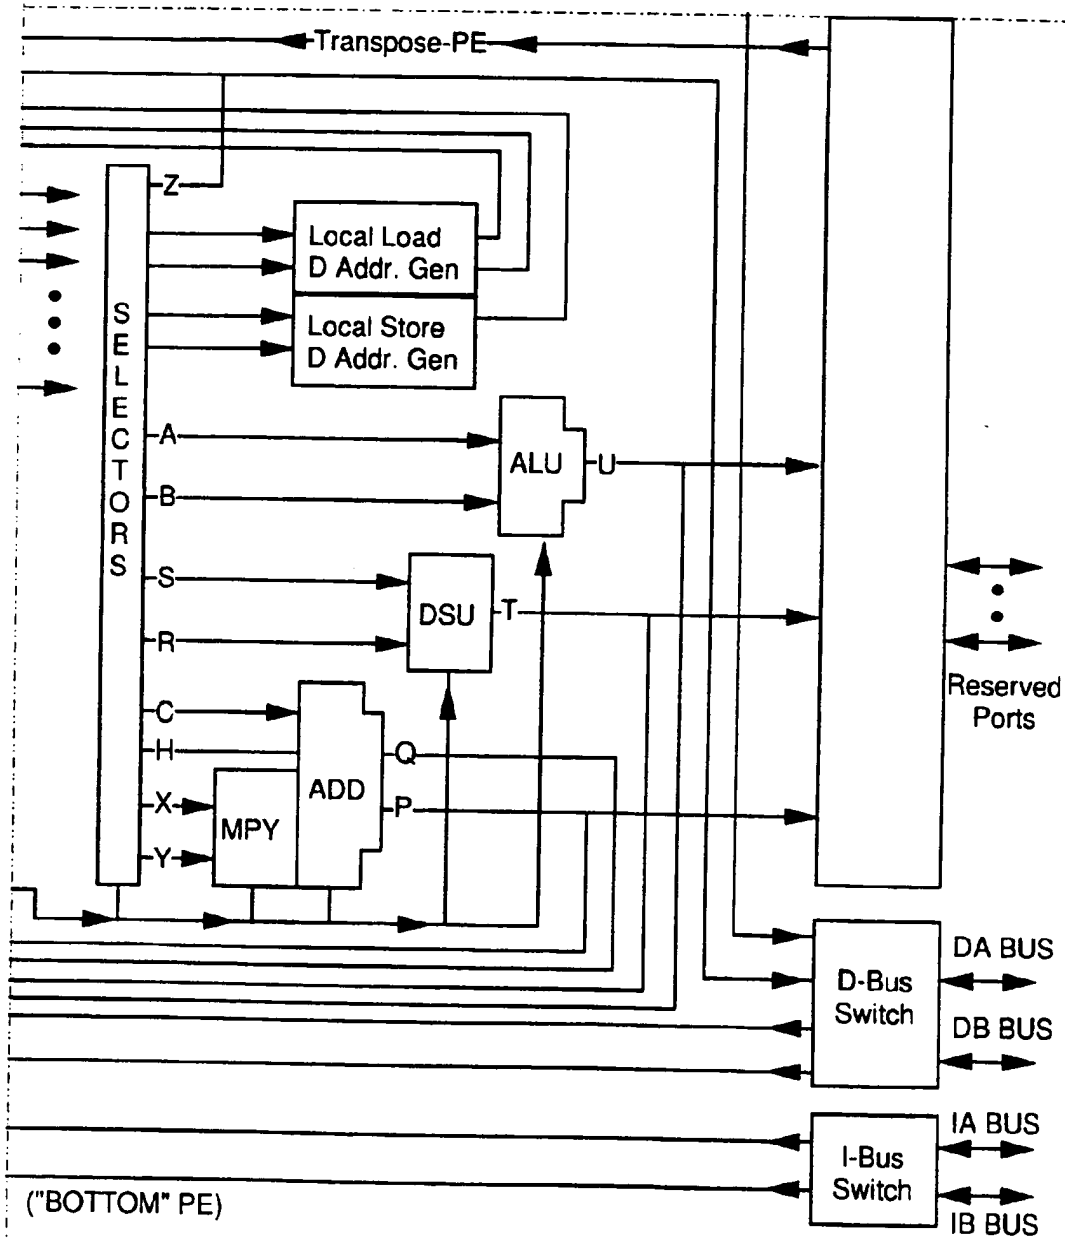 Transpose-PE
Z
Local Load
D Addr. Gen
Local Store
D Addr. Gen
SELECTORS
A
B
ALU
U
S
R
DSU
T
Reserved
Ports
C
H
X
Y
MPY
ADD
Q
P
D-Bus
Switch
DA BUS
DB BUS
I-Bus
Switch
IA BUS
IB BUS
("BOTTOM" PE)